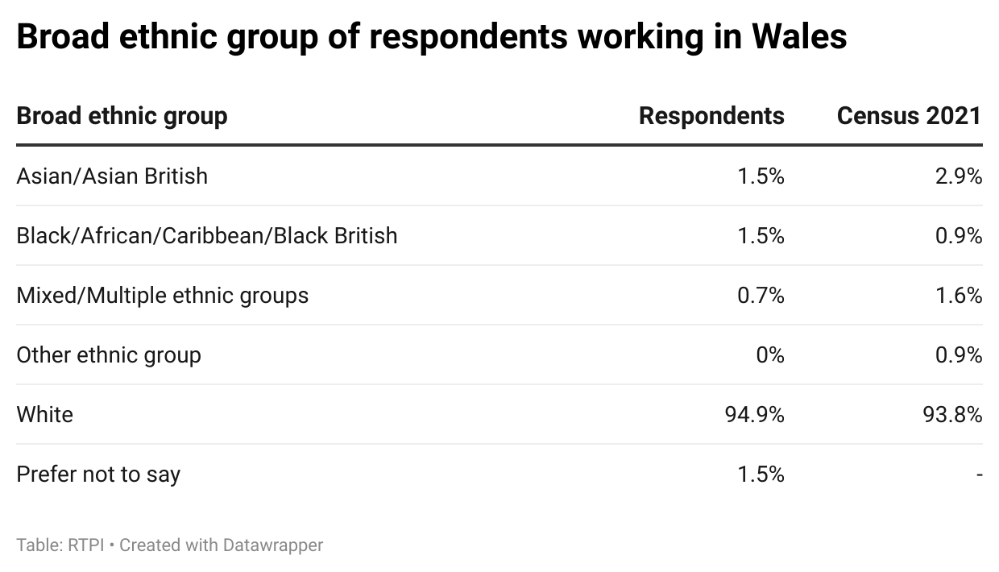 Broad ethnic group of respondents working in Wales
Broad ethnic group Respondents Census 2021
Asian/Asian British 1.5% 2.9%
Black/African/Caribbean/Black British 1.5% 0.9%
Mixed/Multiple ethnic groups 0.7% 1.6%
Other ethnic group 0% 0.9%
White 94.9% 93.8%
Prefer not to say 1.5% -
Table: RTPI • Created with Datawrapper